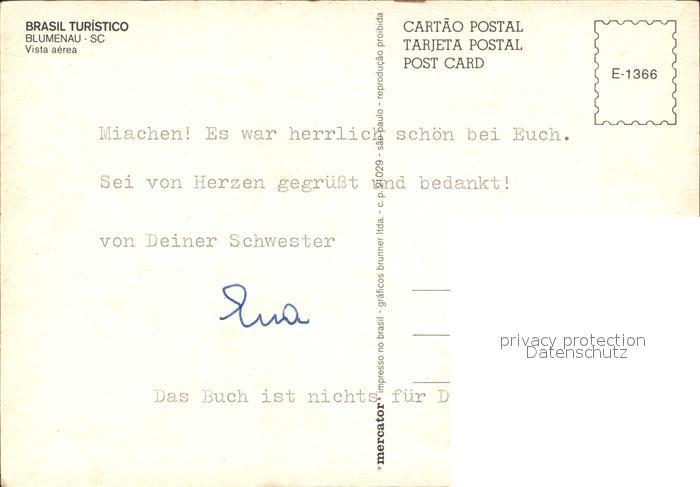 BRASIL TURÍSTICO
BLUMENAU - SC
Vista aérea
CARTÃO POSTAL
TARJETA POSTAL
POST CARD
E-1366
Miachen! Es war herrlich schön bei Euch.
Sei von Herzen gegrüßt und bedankt!
von Deiner Schwester
Eva
Das Buch ist nichts für D
mercator impresso no brasil - gráficos brunner ltda. - c. p. 21029 - são paulo - reprodução proibida
privacy protection
Datenschutz